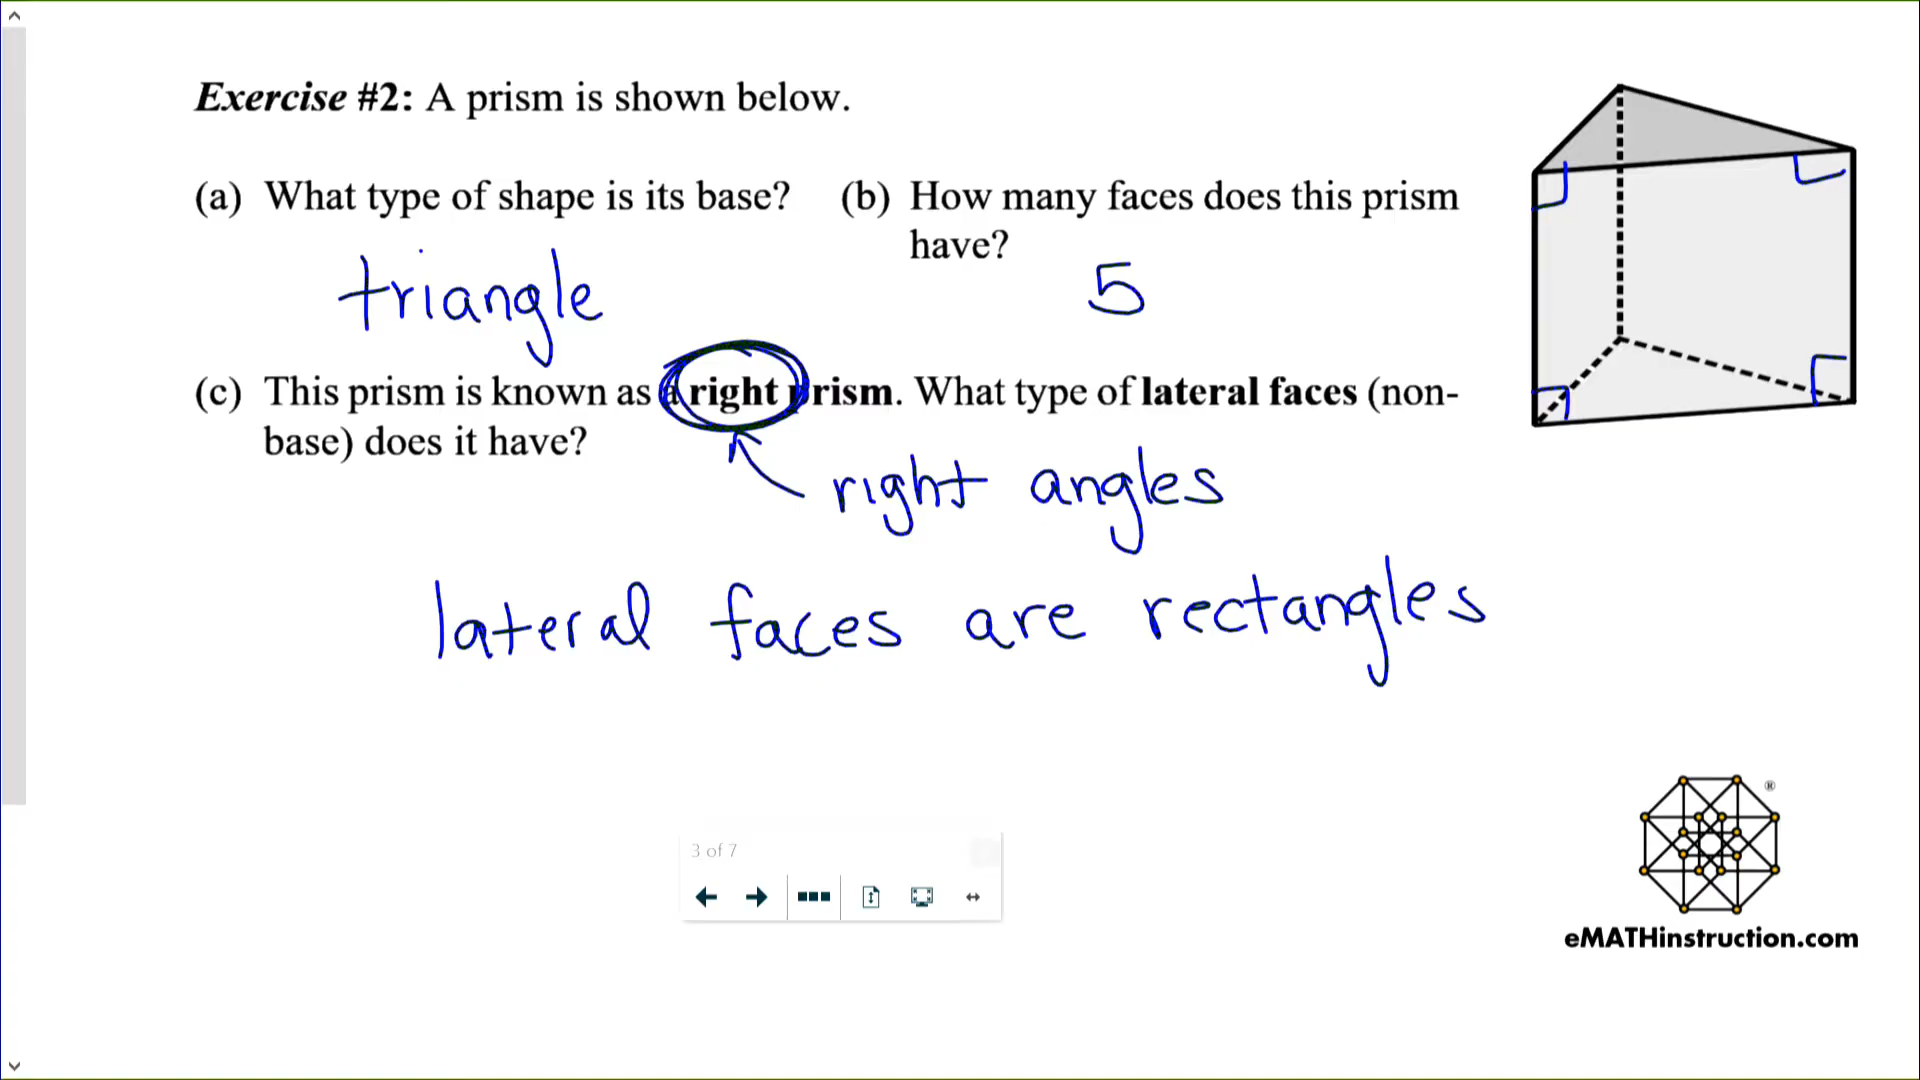 Exercise #2: A prism is shown below.
(a) What type of shape is its base?
triangle
(b) How many faces does this prism
have?
5
(c) This prism is known as a right prism. What type of lateral faces (non-
base) does it have?
right angles
lateral faces are rectangles
3 of 7
®
eMATHinstruction.com